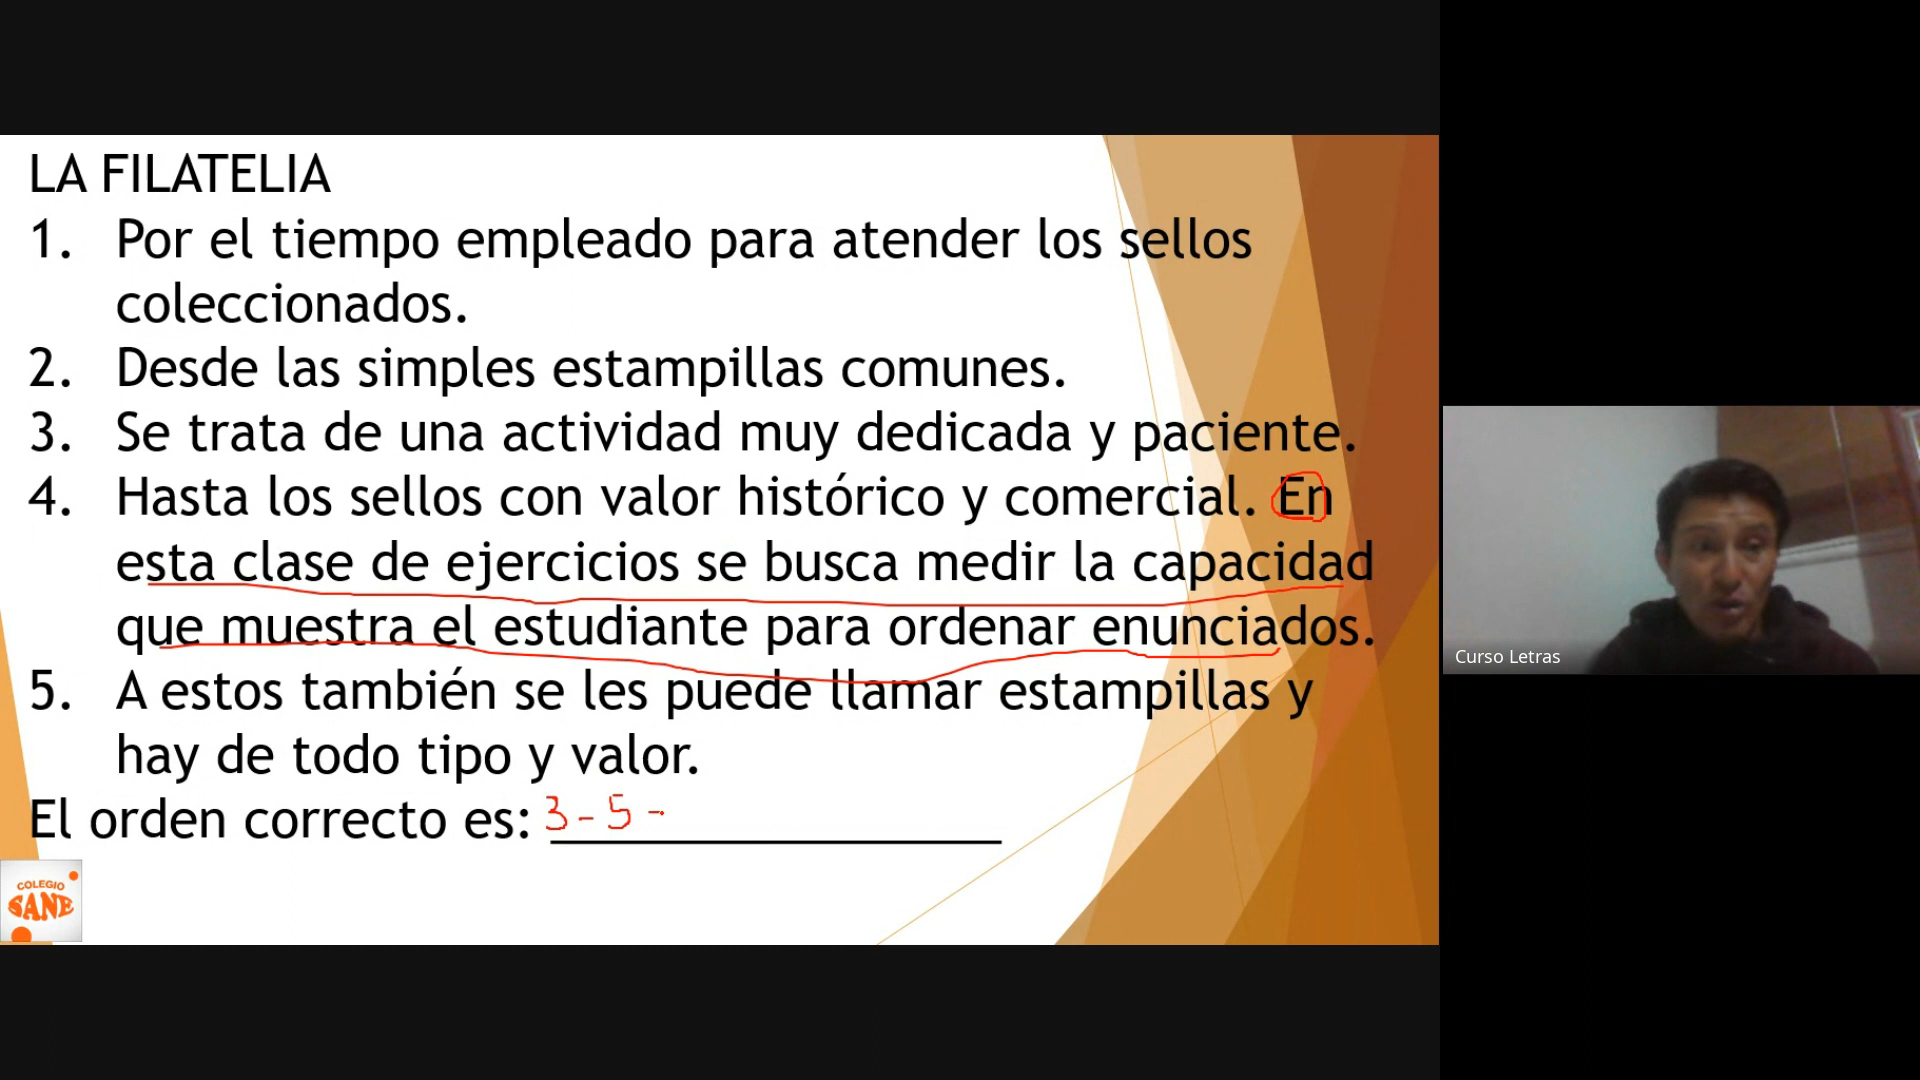 LA FILATELIA
1. Por el tiempo empleado para atender los sellos
coleccionados.
2. Desde las simples estampillas comunes.
3. Se trata de una actividad muy dedicada y paciente.
4. Hasta los sellos con valor histórico y comercial. En
esta clase de ejercicios se busca medir la capacidad
que muestra el estudiante para ordenar enunciados.
5. A estos también se les puede llamar estampillas y
hay de todo tipo y valor.
El orden correcto es: 3 - 5 -
COLEGIO
SANE
Curso Letras